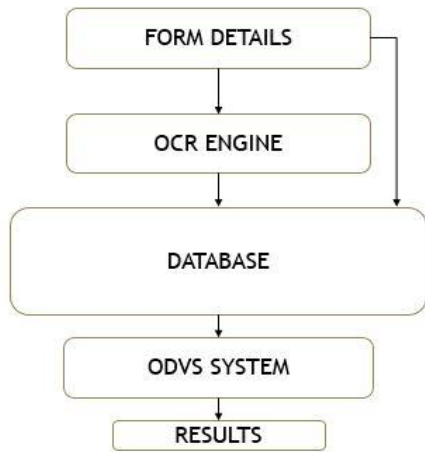 FORM DETAILS
OCR ENGINE
DATABASE
ODVS SYSTEM
RESULTS